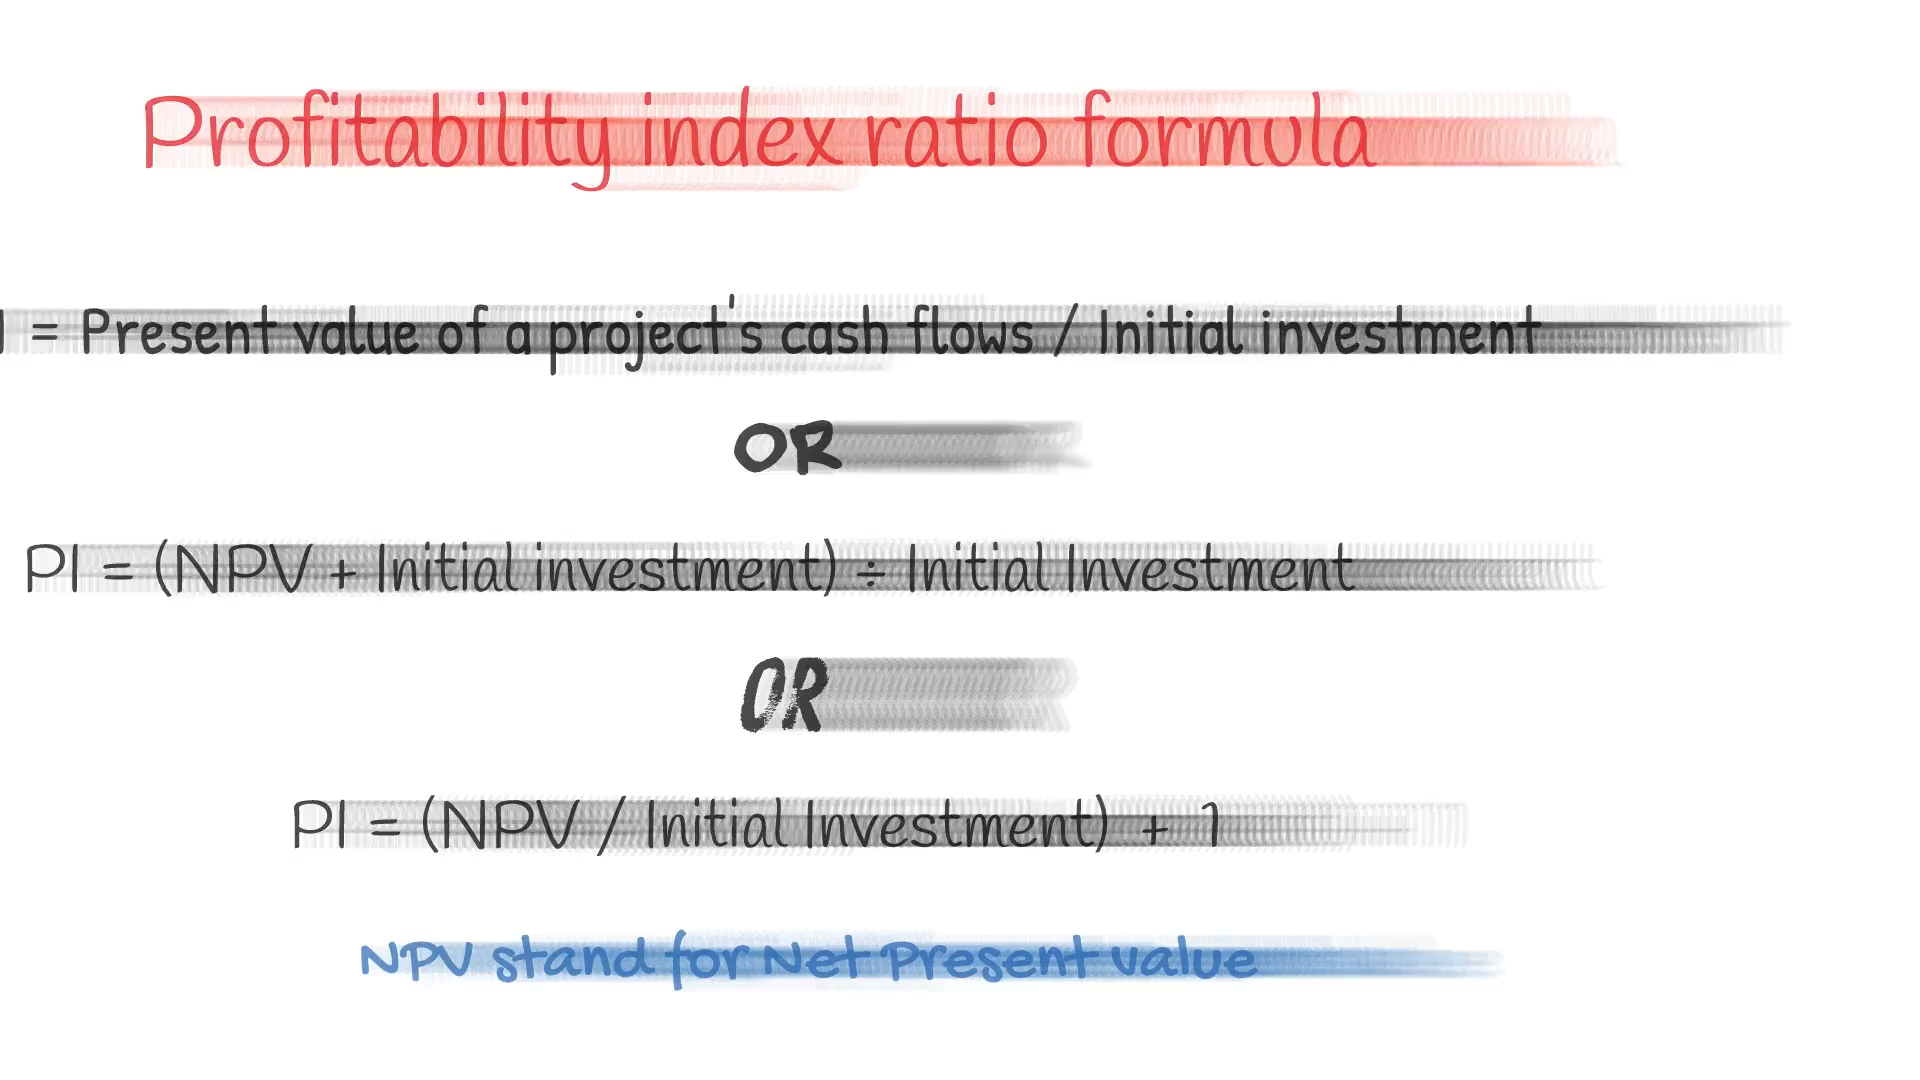 Profitability index ratio formula
= Present value of a project's cash flows / Initial investment
OR
PI = (NPV + Initial investment) ÷ Initial Investment
OR
PI = (NPV / Initial Investment) + 1
NPV stand for Net Present value